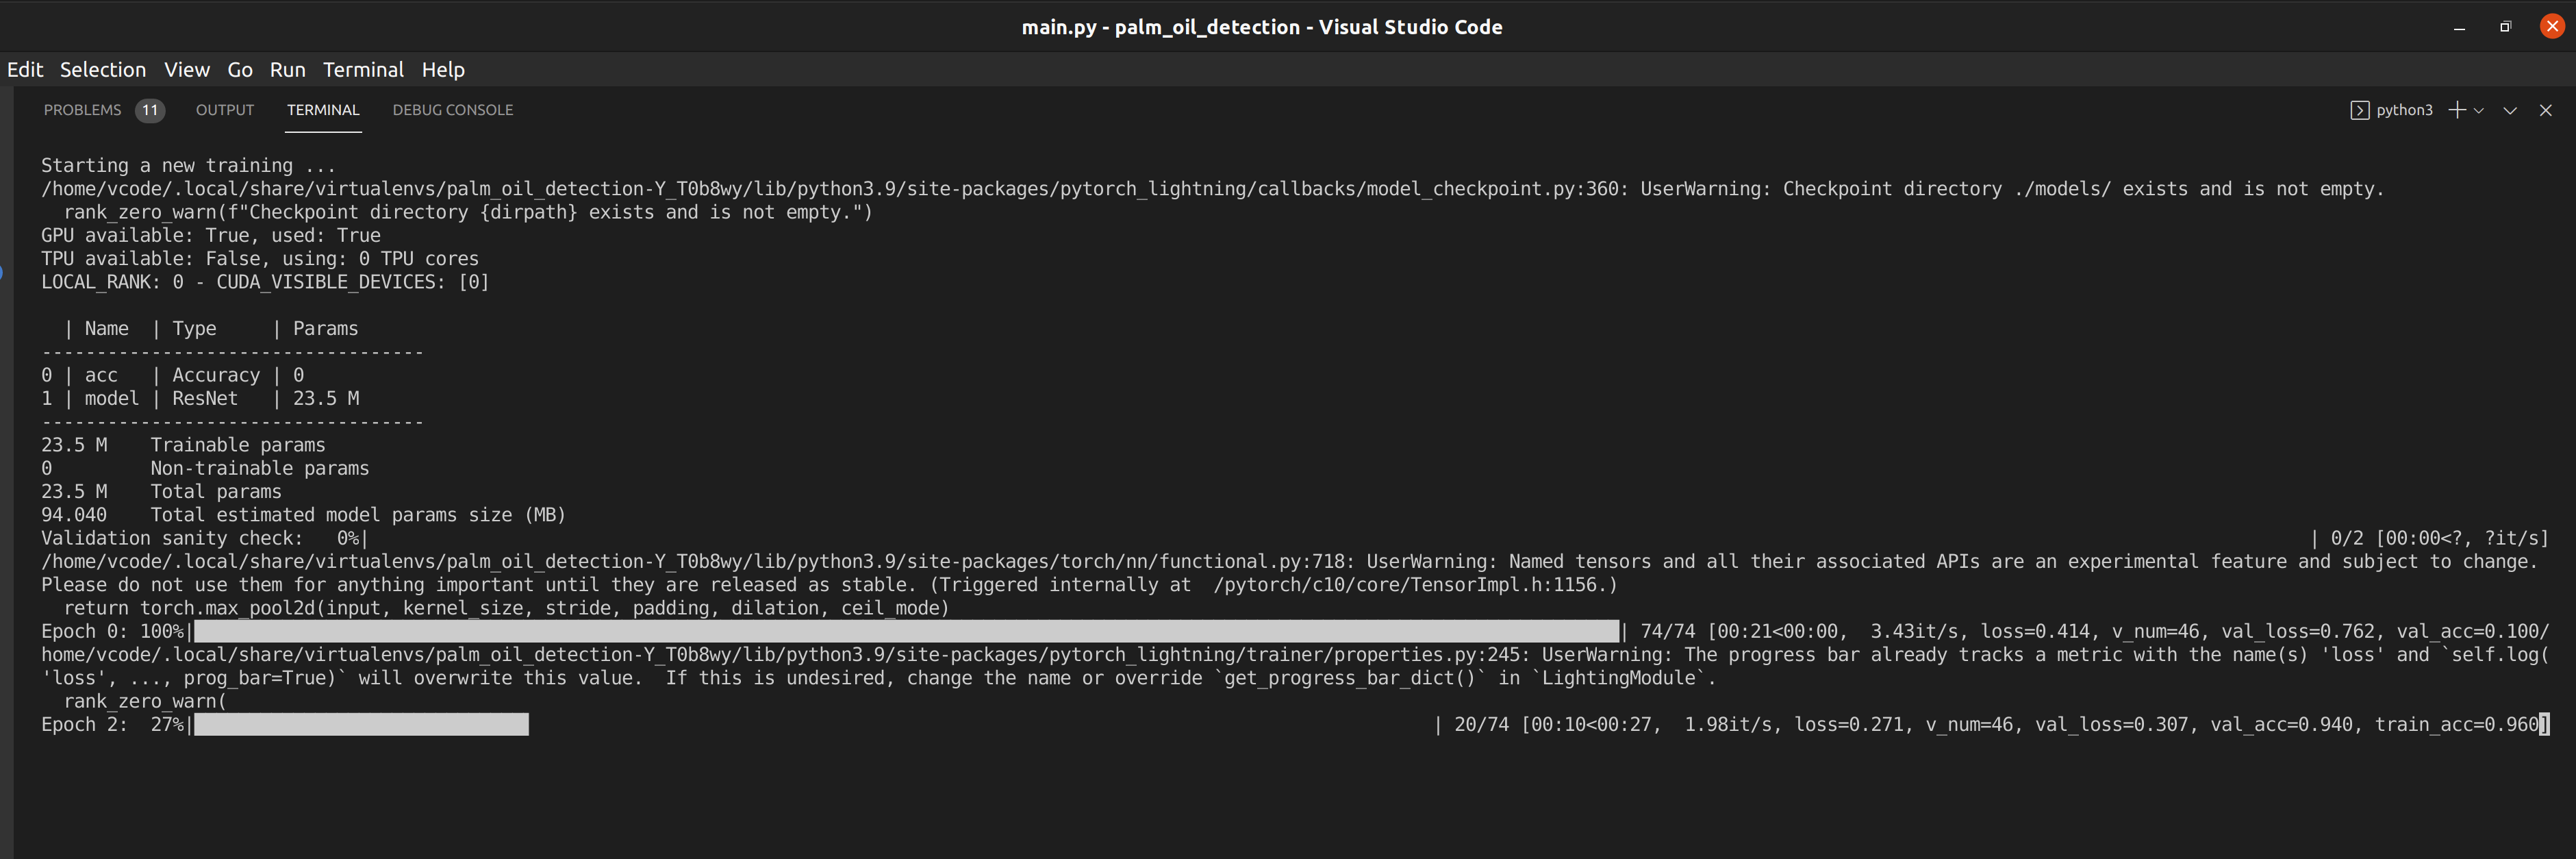 main.py - palm_oil_detection - Visual Studio Code
Edit Selection View Go Run Terminal Help
PROBLEMS 11 OUTPUT TERMINAL DEBUG CONSOLE python3
Starting a new training ...
/home/vcode/.local/share/virtualenvs/palm_oil_detection-Y_T0b8wy/lib/python3.9/site-packages/pytorch_lightning/callbacks/model_checkpoint.py:360: UserWarning: Checkpoint directory ./models/ exists and is not empty.
  rank_zero_warn(f"Checkpoint directory {dirpath} exists and is not empty.")
GPU available: True, used: True
TPU available: False, using: 0 TPU cores
LOCAL_RANK: 0 - CUDA_VISIBLE_DEVICES: [0]
  | Name  | Type     | Params
-----------------------------------
0 | acc   | Accuracy | 0
1 | model | ResNet   | 23.5 M
-----------------------------------
23.5 M    Trainable params
0         Non-trainable params
23.5 M    Total params
94.040    Total estimated model params size (MB)
Validation sanity check:   0%| | 0/2 [00:00<?, ?it/s]
/home/vcode/.local/share/virtualenvs/palm_oil_detection-Y_T0b8wy/lib/python3.9/site-packages/torch/nn/functional.py:718: UserWarning: Named tensors and all their associated APIs are an experimental feature and subject to change.
Please do not use them for anything important until they are released as stable. (Triggered internally at  /pytorch/c10/core/TensorImpl.h:1156.)
  return torch.max_pool2d(input, kernel_size, stride, padding, dilation, ceil_mode)
Epoch 0: 100%| | 74/74 [00:21<00:00,  3.43it/s, loss=0.414, v_num=46, val_loss=0.762, val_acc=0.100/
home/vcode/.local/share/virtualenvs/palm_oil_detection-Y_T0b8wy/lib/python3.9/site-packages/pytorch_lightning/trainer/properties.py:245: UserWarning: The progress bar already tracks a metric with the name(s) 'loss' and `self.log(
'loss', ..., prog_bar=True)` will overwrite this value.  If this is undesired, change the name or override `get_progress_bar_dict()` in `LightingModule`.
  rank_zero_warn(
Epoch 2:  27%| | 20/74 [00:10<00:27,  1.98it/s, loss=0.271, v_num=46, val_loss=0.307, val_acc=0.940, train_acc=0.960]